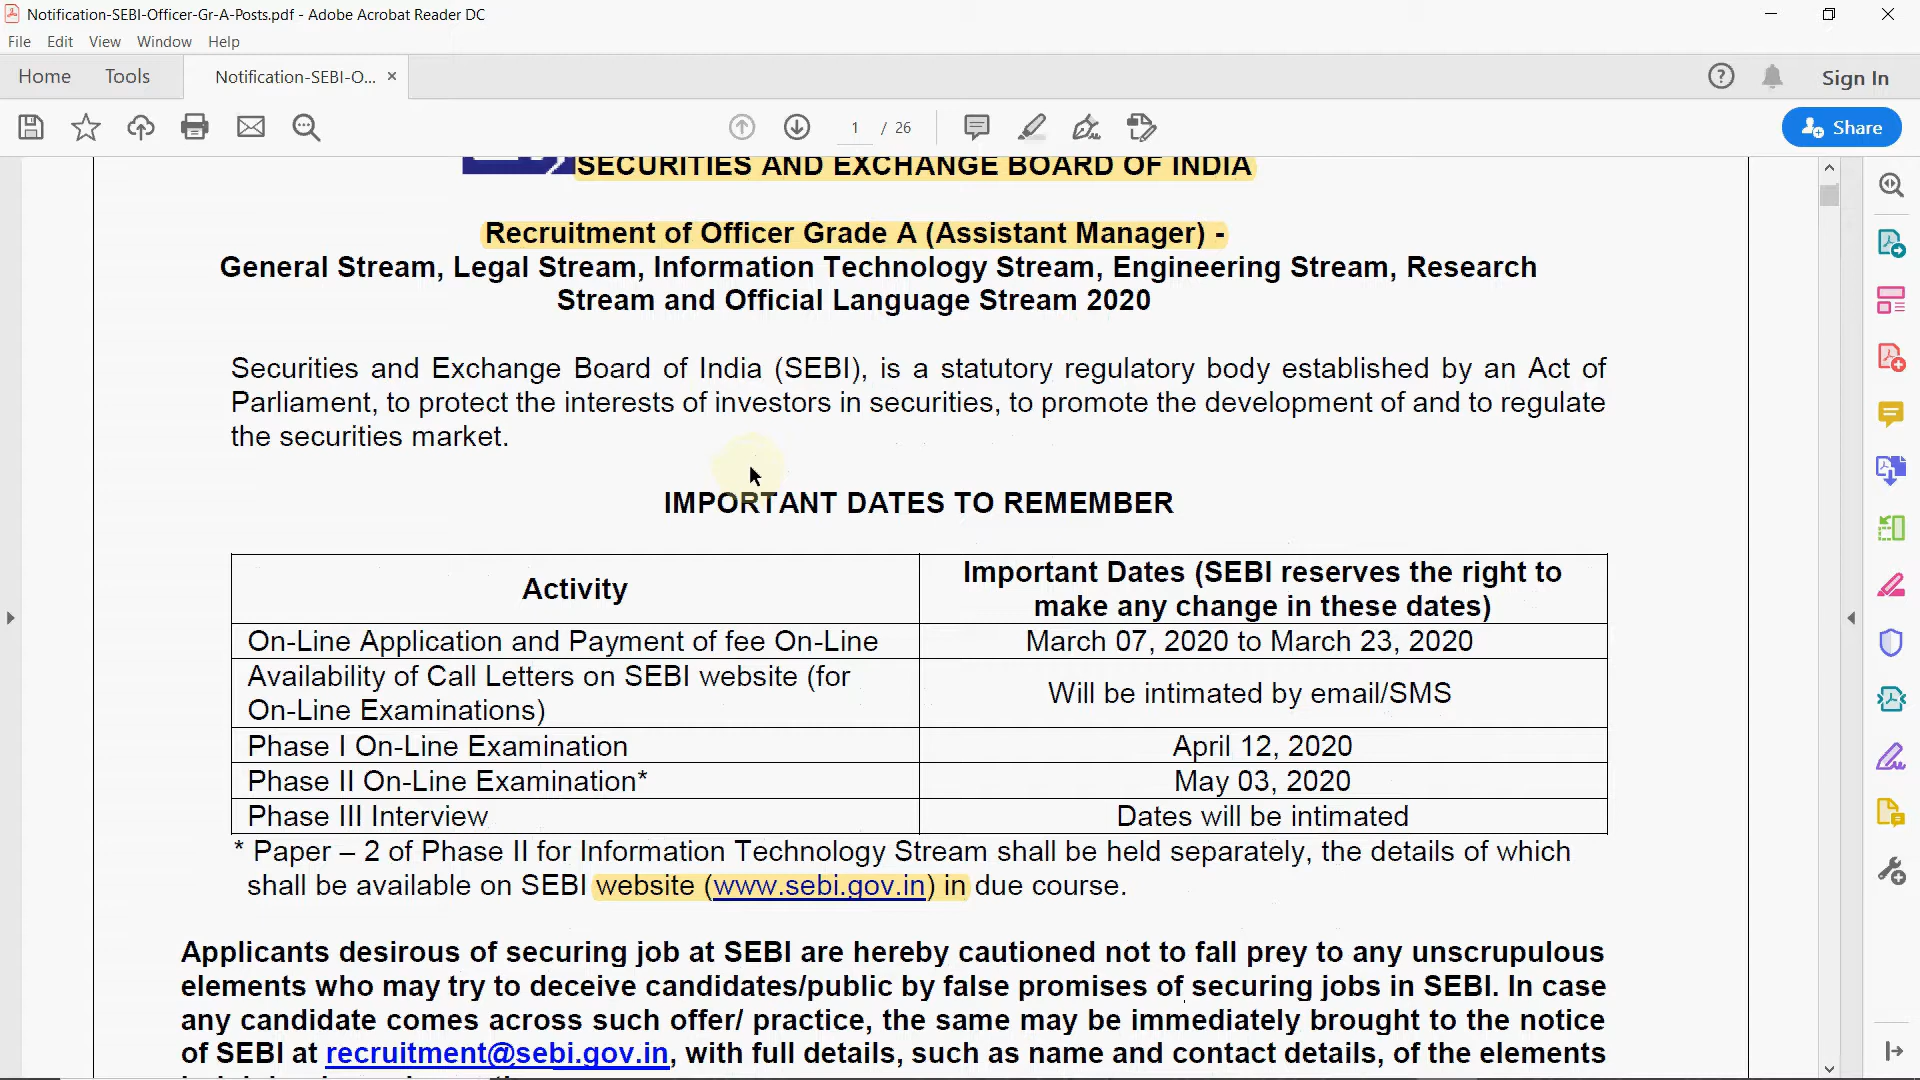 Notification-SEBI-Officer-Gr-A-Posts.pdf - Adobe Acrobat Reader DC
File Edit View Window Help
Home Tools Notification-SEBI-O... × Sign In
1 / 26 Share
SECURITIES AND EXCHANGE BOARD OF INDIA
Recruitment of Officer Grade A (Assistant Manager) -
General Stream, Legal Stream, Information Technology Stream, Engineering Stream, Research
Stream and Official Language Stream 2020
Securities and Exchange Board of India (SEBI), is a statutory regulatory body established by an Act of
Parliament, to protect the interests of investors in securities, to promote the development of and to regulate
the securities market.
IMPORTANT DATES TO REMEMBER
Activity
Important Dates (SEBI reserves the right to
make any change in these dates)
On-Line Application and Payment of fee On-Line
March 07, 2020 to March 23, 2020
Availability of Call Letters on SEBI website (for
On-Line Examinations)
Will be intimated by email/SMS
Phase I On-Line Examination
April 12, 2020
Phase II On-Line Examination*
May 03, 2020
Phase III Interview
Dates will be intimated
* Paper – 2 of Phase II for Information Technology Stream shall be held separately, the details of which
shall be available on SEBI website (www.sebi.gov.in) in due course.
Applicants desirous of securing job at SEBI are hereby cautioned not to fall prey to any unscrupulous
elements who may try to deceive candidates/public by false promises of securing jobs in SEBI. In case
any candidate comes across such offer/ practice, the same may be immediately brought to the notice
of SEBI at recruitment@sebi.gov.in, with full details, such as name and contact details, of the elements